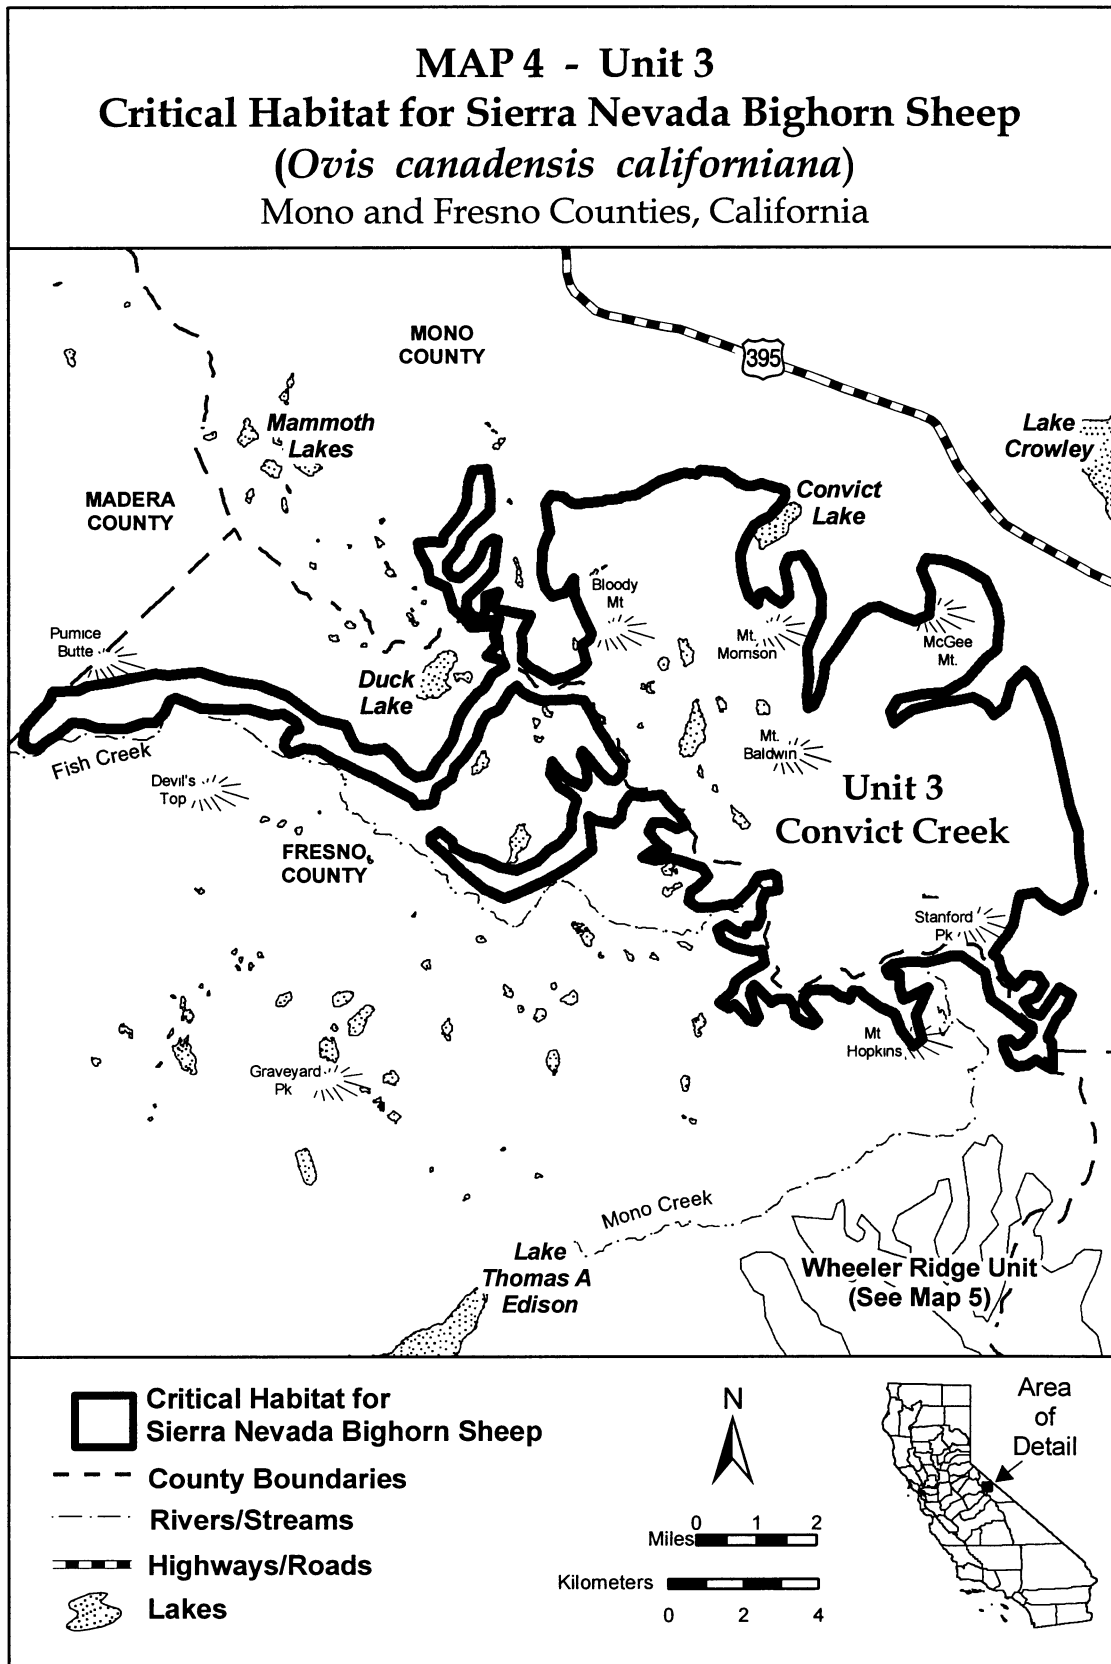 MAP 4 - Unit 3
Critical Habitat for Sierra Nevada Bighorn Sheep
(Ovis canadensis californiana)
Mono and Fresno Counties, California
MONO
COUNTY
395
Mammoth
Lakes
Lake
Crowley
MADERA
COUNTY
Convict
Lake
Bloody
Mt
Pumice
Butte
Mt.
Morrison
McGee
Mt.
Duck
Lake
Fish Creek
Mt.
Baldwin
Devil's
Top
Unit 3
Convict Creek
FRESNO
COUNTY
Stanford
Pk
Mt
Hopkins
Graveyard
Pk
Mono Creek
Lake
Thomas A
Edison
Wheeler Ridge Unit
(See Map 5)
Critical Habitat for
Sierra Nevada Bighorn Sheep
County Boundaries
Rivers/Streams
Highways/Roads
Lakes
N
0 1 2
Miles
Kilometers
0 2 4
Area
of
Detail